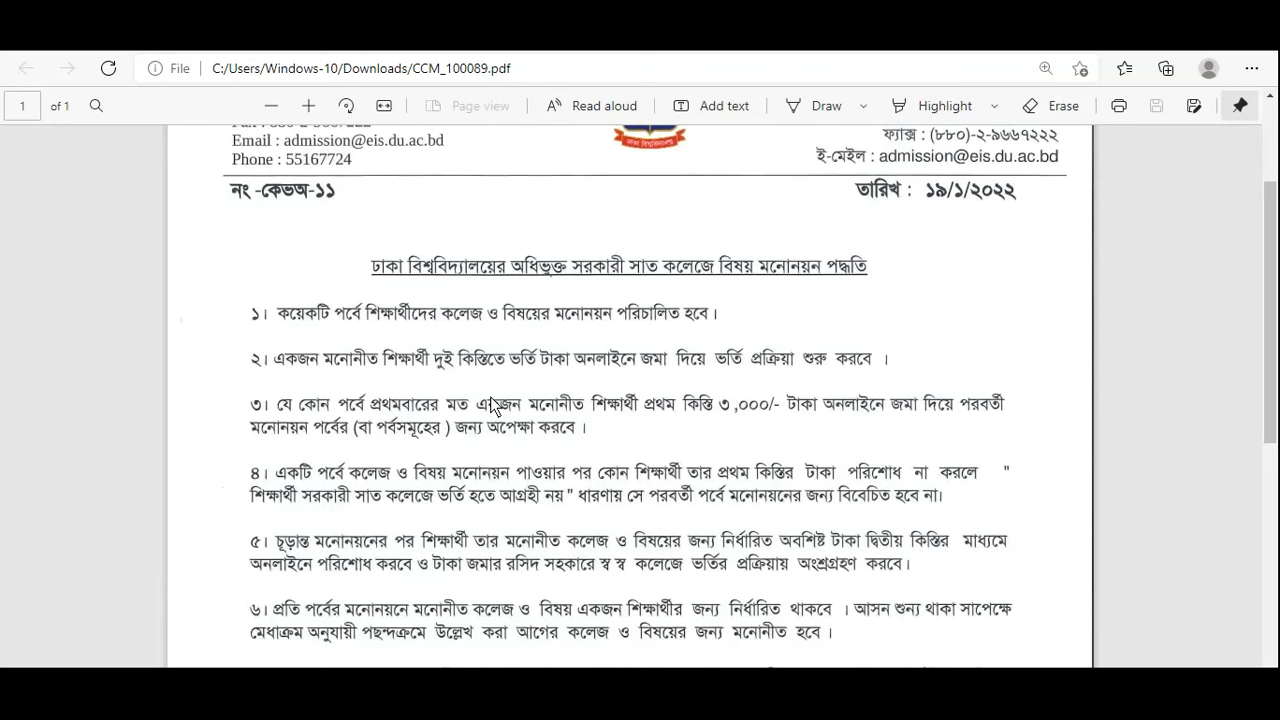 File C:/Users/Windows-10/Downloads/CCM_100089.pdf
1 of 1 Page view Read aloud Add text Draw Highlight Erase
Email : admission@eis.du.ac.bd
Phone : 55167724
ঢাকা বিশ্ববিদ্যালয়
ফ্যাক্স : (৮৮০)-২-৯৬৬৭২২২
ই-মেইল : admission@eis.du.ac.bd
নং -কেভঅ-১১ তারিখ : ১৯/১/২০২২
ঢাকা বিশ্ববিদ্যালয়ের অধিভুক্ত সরকারী সাত কলেজে বিষয় মনোনয়ন পদ্ধতি
১। কয়েকটি পর্বে শিক্ষার্থীদের কলেজ ও বিষয়ের মনোনয়ন পরিচালিত হবে।
২। একজন মনোনীত শিক্ষার্থী দুই কিস্তিতে ভর্তি টাকা অনলাইনে জমা দিয়ে ভর্তি প্রক্রিয়া শুরু করবে ।
৩। যে কোন পর্বে প্রথমবারের মত একজন মনোনীত শিক্ষার্থী প্রথম কিস্তি ৩,০০০/- টাকা অনলাইনে জমা দিয়ে পরবর্তী
মনোনয়ন পর্বের (বা পর্বসমূহের ) জন্য অপেক্ষা করবে ।
৪। একটি পর্বে কলেজ ও বিষয় মনোনয়ন পাওয়ার পর কোন শিক্ষার্থী তার প্রথম কিস্তির টাকা পরিশোধ না করলে "
শিক্ষার্থী সরকারী সাত কলেজে ভর্তি হতে আগ্রহী নয়" ধারণায় সে পরবর্তী পর্বে মনোনয়নের জন্য বিবেচিত হবে না।
৫। চূড়ান্ত মনোনয়নের পর শিক্ষার্থী তার মনোনীত কলেজ ও বিষয়ের জন্য নির্ধারিত অবশিষ্ট টাকা দ্বিতীয় কিস্তির মাধ্যমে
অনলাইনে পরিশোধ করবে ও টাকা জমার রসিদ সহকারে স্ব স্ব কলেজে ভর্তির প্রক্রিয়ায় অংশ্রগ্রহণ করবে।
৬। প্রতি পর্বের মনোনয়নে মনোনীত কলেজ ও বিষয় একজন শিক্ষার্থীর জন্য নির্ধারিত থাকবে । আসন শুন্য থাকা সাপেক্ষে
মেধাক্রম অনুযায়ী পছন্দক্রমে উল্লেখ করা আগের কলেজ ও বিষয়ের জন্য মনোনীত হবে ।